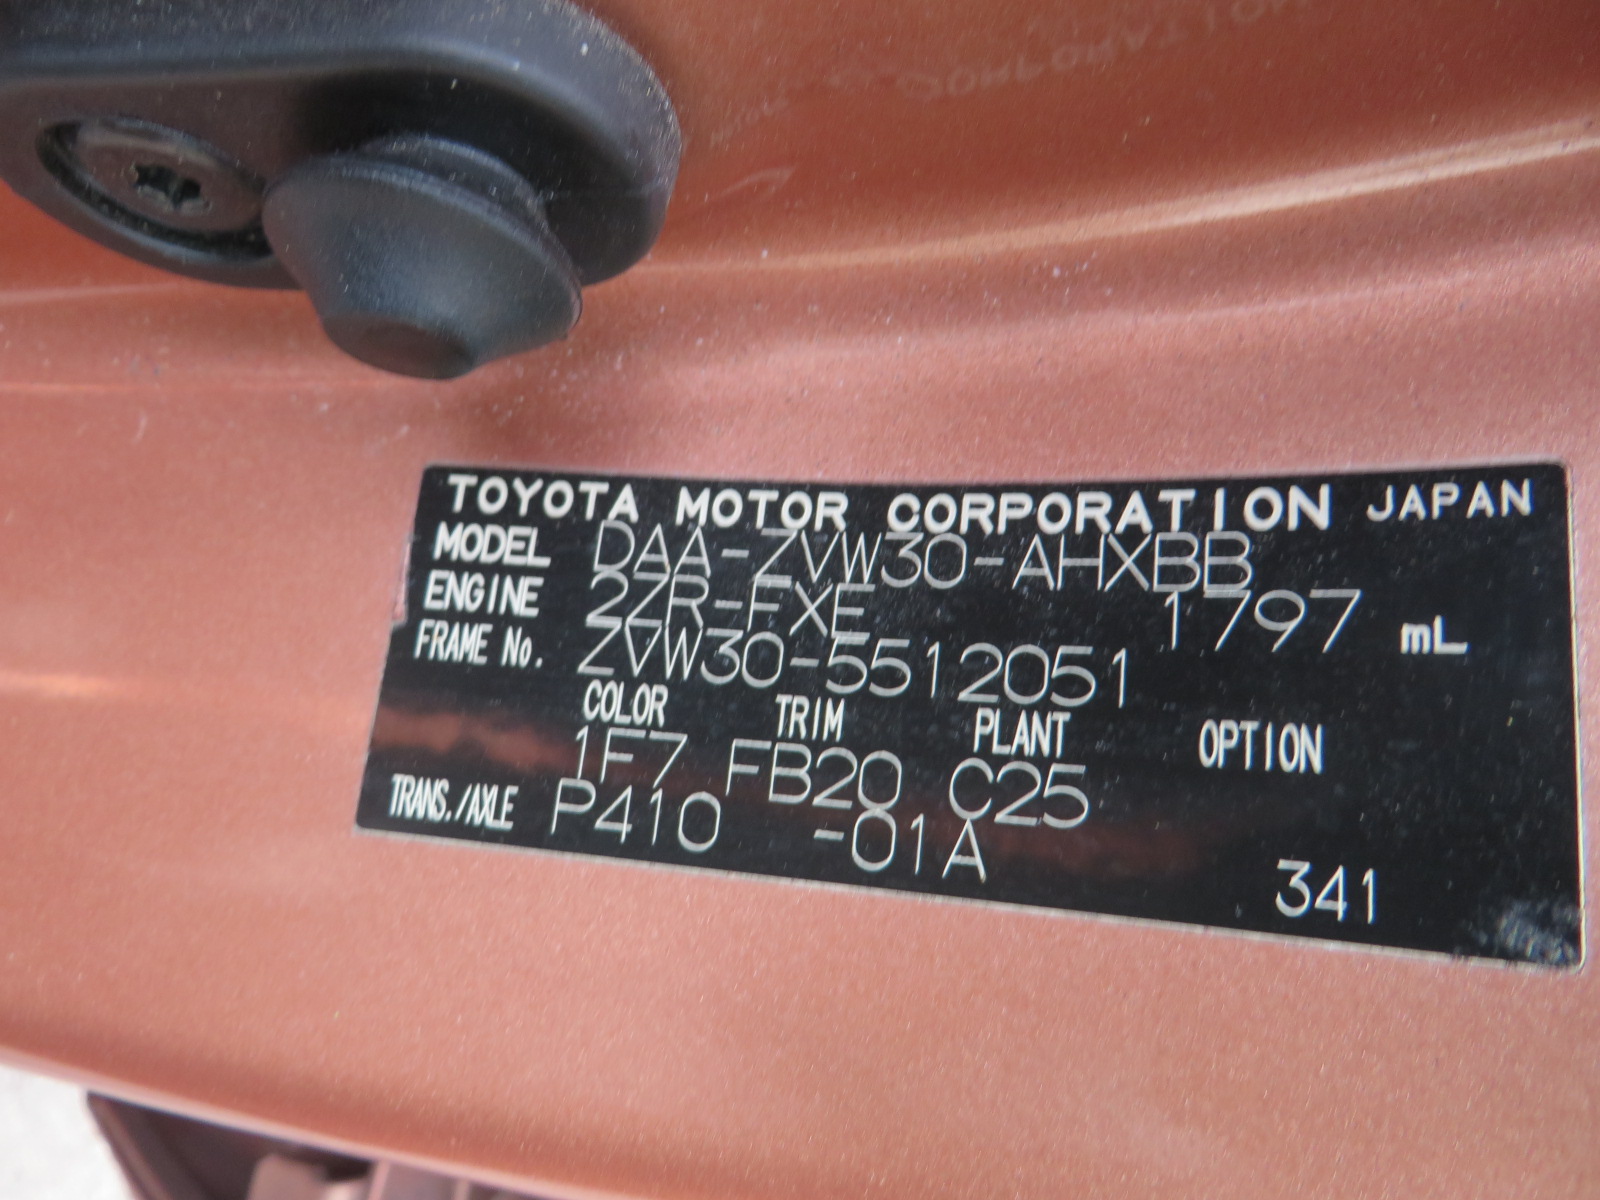 TOYOTA MOTOR CORPORATION JAPAN
MODEL DAA-ZVW30-AHXBB
ENGINE 2ZR-FXE 1797 mL
FRAME No. ZVW30-5512051
COLOR TRIM PLANT OPTION
1F7 FB20 C25
TRANS./AXLE P410 -01A
341